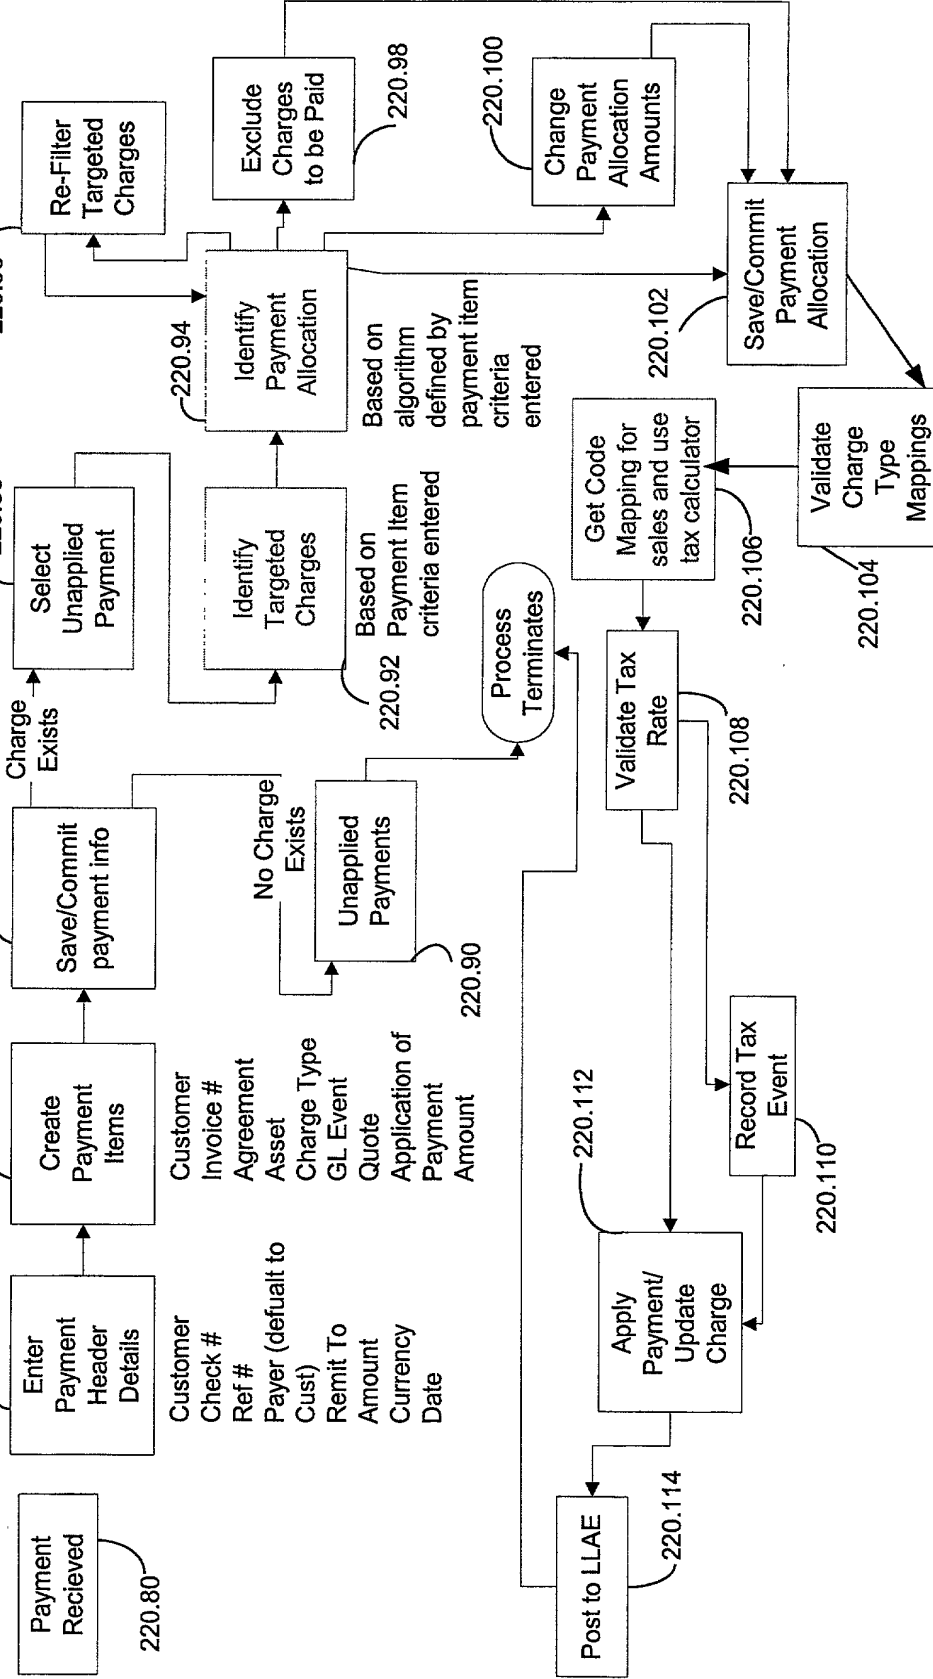 Payment
Recieved
220.80
Enter
Payment
Header
Details
Customer
Check #
Ref #
Payer (defualt to
Cust)
Remit To
Amount
Currency
Date
Create
Payment
Items
Customer
Invoice #
Agreement
Asset
Charge Type
GL Event
Quote
Application of
Payment
Amount
Save/Commit
payment info
Charge
Exists
No Charge
Exists
Unapplied
Payments
220.90
Select
Unapplied
Payment
Identify
Targeted
Charges
220.92
Based on
Payment Item
criteria entered
Process
Terminates
Identify
Payment
Allocation
220.94
Based on
algorithm
defined by
payment item
criteria
entered
Re-Filter
Targeted
Charges
Exclude
Charges
to be Paid
220.98
Change
Payment
Allocation
Amounts
220.100
Save/Commit
Payment
Allocation
220.102
Validate
Charge
Type
Mappings
220.104
Get Code
Mapping for
sales and use
tax calculator
220.106
Validate Tax
Rate
220.108
Record Tax
Event
220.110
Apply
Payment/
Update
Charge
220.112
Post to LLAE
220.114